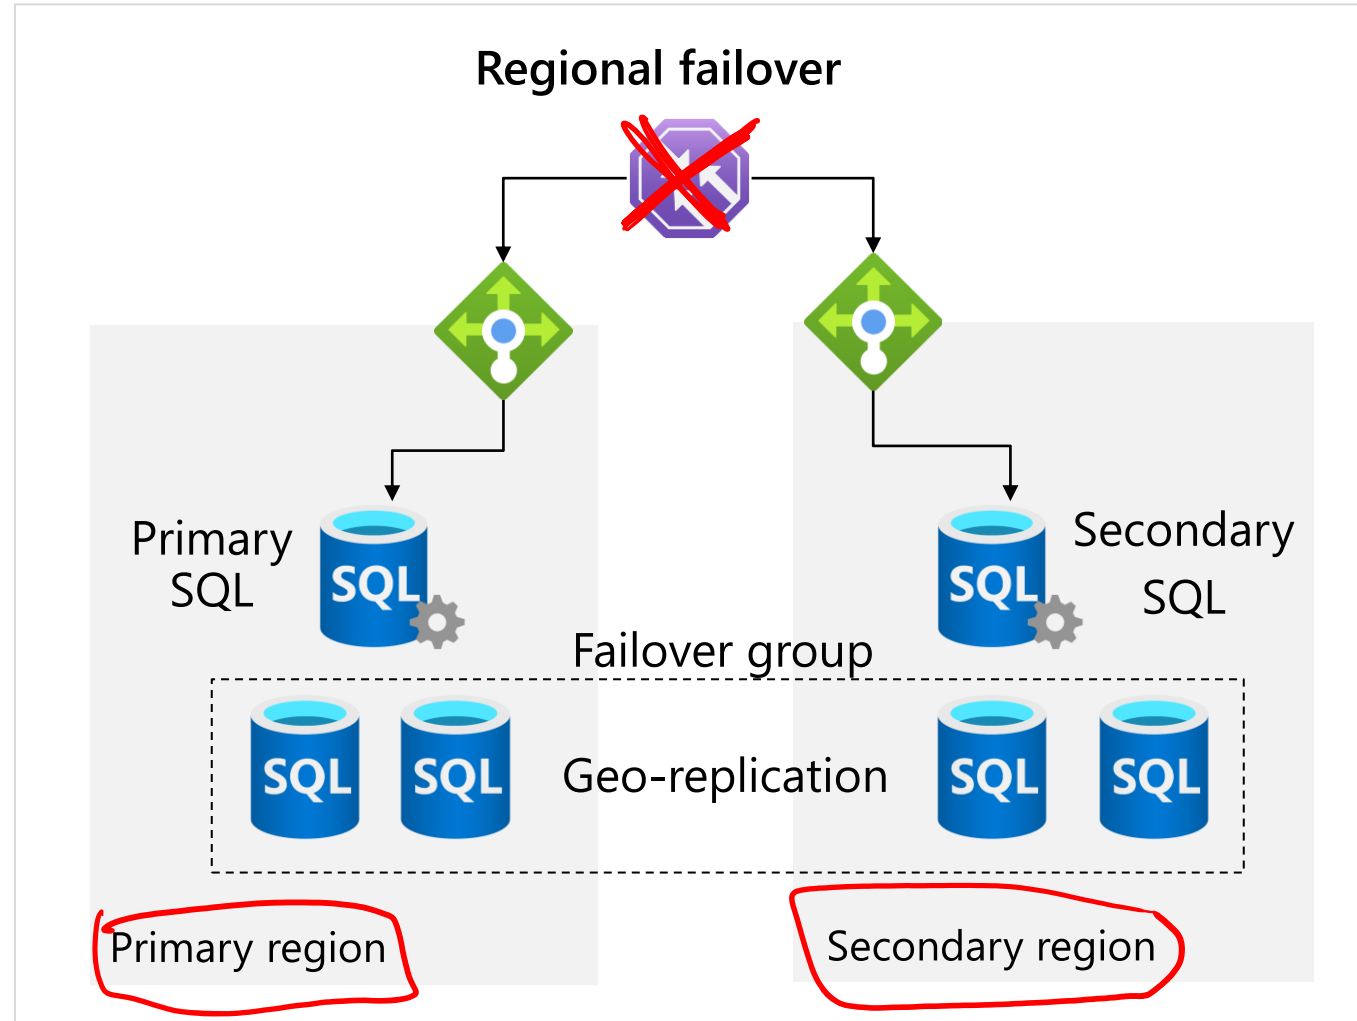 Regional failover
Primary
SQL
SQL
SQL
Secondary
SQL
Failover group
SQL
SQL
Geo-replication
SQL
SQL
Primary region
Secondary region